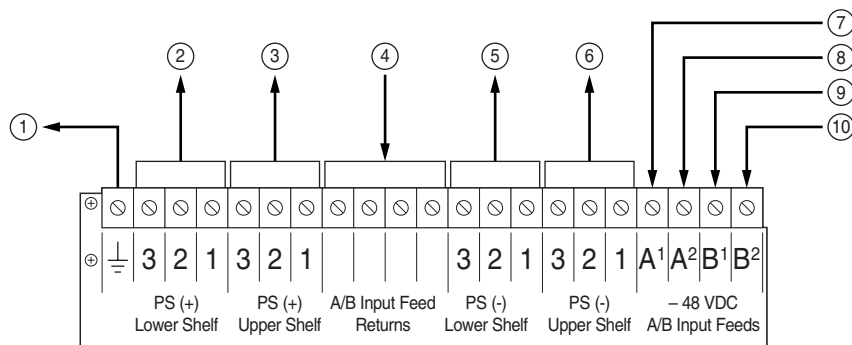 7
2 3 4 5 6 8
9
1 10
3 2 1 3 2 1 3 2 1 3 2 1 A¹ A² B¹ B²
PS (+) PS (+) A/B Input Feed PS (-) PS (-) – 48 VDC
Lower Shelf Upper Shelf Returns Lower Shelf Upper Shelf A/B Input Feeds